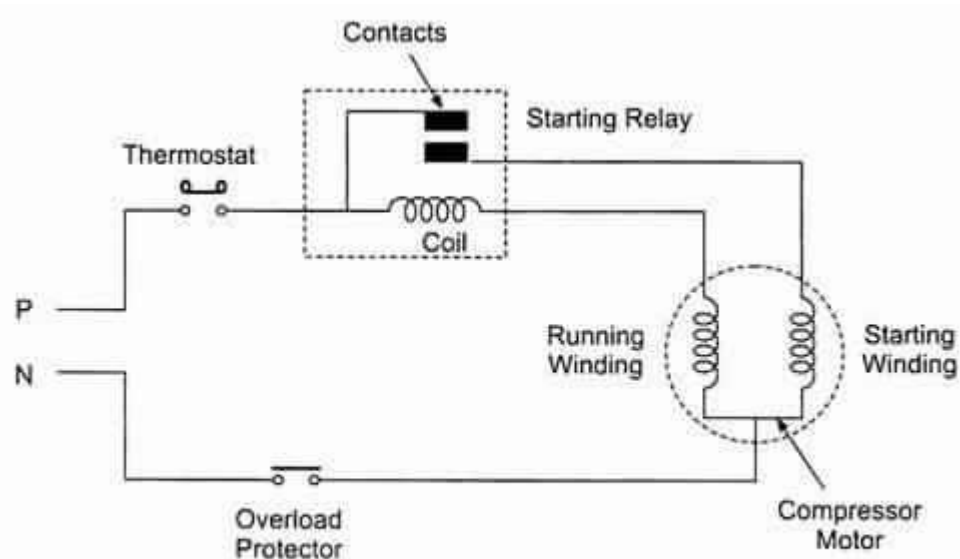 Contacts
Starting Relay
Thermostat
Coil
P
N
Running
Winding
Starting
Winding
Overload
Protector
Compressor
Motor